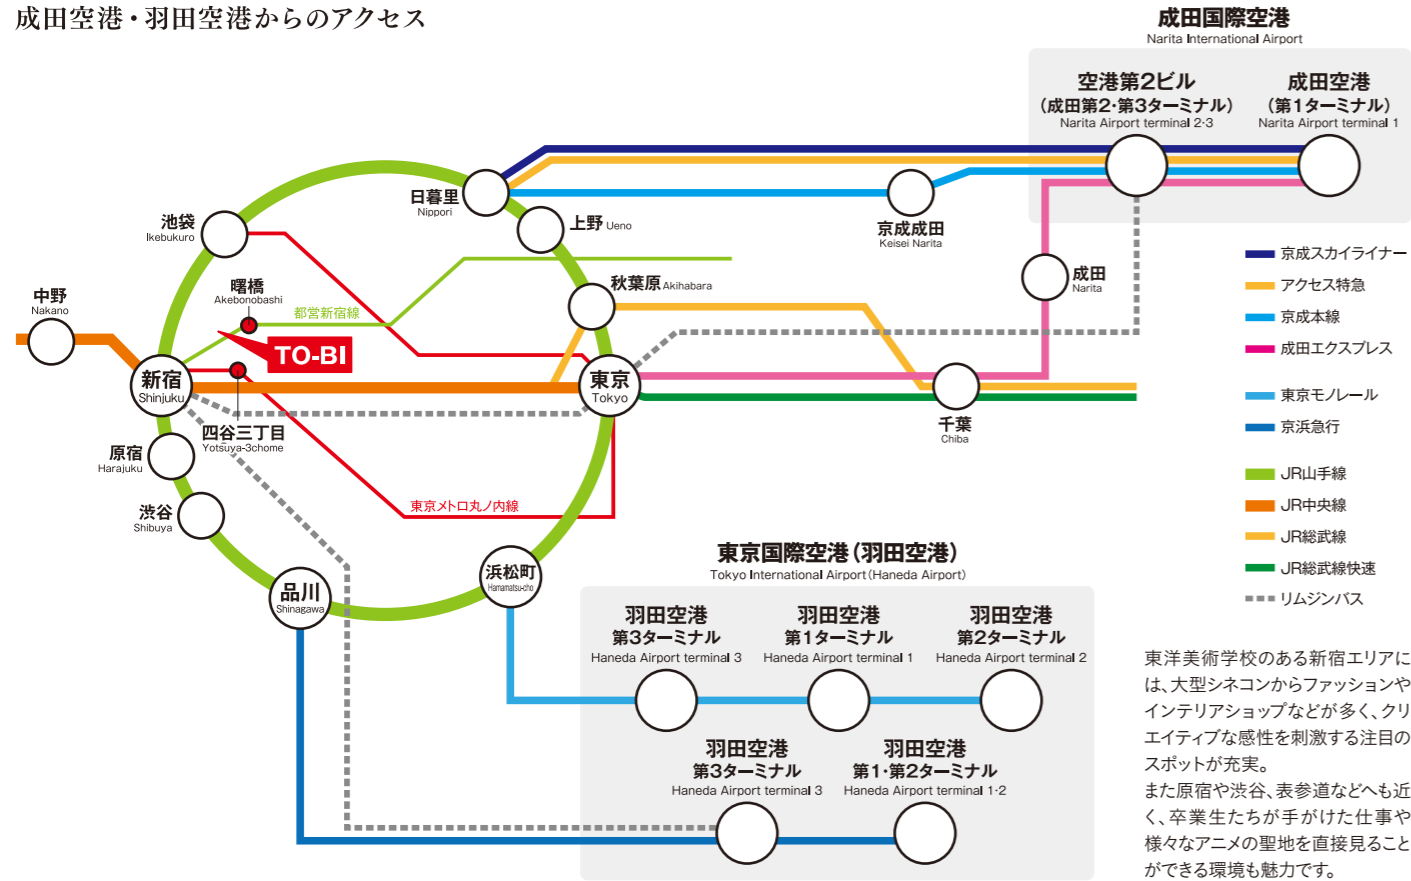 成田空港・羽田空港からのアクセス
成田国際空港
Narita International Airport
空港第2ビル
(成田第2・第3ターミナル)
Narita Airport terminal 2·3
成田空港
(第1ターミナル)
Narita Airport terminal 1
日暮里
Nippori
上野 Ueno
池袋
Ikebukuro
京成成田
Keisei Narita
成田
Narita
曙橋
Akebonobashi
都営新宿線
秋葉原 Akihabara
中野
Nakano
TO-BI
新宿
Shinjuku
東京
Tokyo
四谷三丁目
Yotsuya-3chome
千葉
Chiba
原宿
Harajuku
渋谷
Shibuya
東京メトロ丸ノ内線
品川
Shinagawa
浜松町
Hamamatsu-cho
京成スカイライナー
アクセス特急
京成本線
成田エクスプレス
東京モノレール
京浜急行
JR山手線
JR中央線
JR総武線
JR総武線快速
リムジンバス
東京国際空港(羽田空港)
Tokyo International Airport(Haneda Airport)
羽田空港
第3ターミナル
Haneda Airport terminal 3
羽田空港
第1ターミナル
Haneda Airport terminal 1
羽田空港
第2ターミナル
Haneda Airport terminal 2
羽田空港
第3ターミナル
Haneda Airport terminal 3
羽田空港
第1・第2ターミナル
Haneda Airport terminal 1·2
東洋美術学校のある新宿エリアに
は、大型シネコンからファッションや
インテリアショップなどが多く、クリ
エイティブな感性を刺激する注目の
スポットが充実。
また原宿や渋谷、表参道などへも近
く、卒業生たちが手がけた仕事や
様々なアニメの聖地を直接見ること
ができる環境も魅力です。